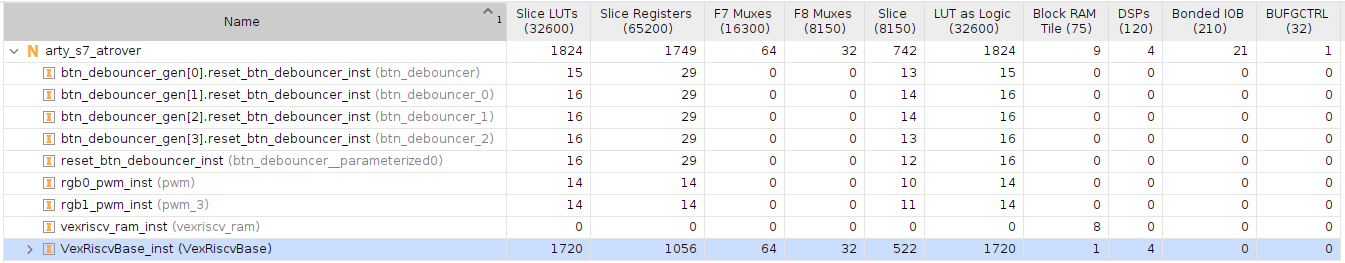 Name 1 Slice LUTs (32600) Slice Registers (65200) F7 Muxes (16300) F8 Muxes (8150) Slice (8150) LUT as Logic (32600) Block RAM Tile (75) DSPs (120) Bonded IOB (210) BUFGCTRL (32)
N arty_s7_atrover 1824 1749 64 32 742 1824 9 4 21 1
I btn_debouncer_gen[0].reset_btn_debouncer_inst (btn_debouncer) 15 29 0 0 13 15 0 0 0 0
I btn_debouncer_gen[1].reset_btn_debouncer_inst (btn_debouncer_0) 16 29 0 0 14 16 0 0 0 0
I btn_debouncer_gen[2].reset_btn_debouncer_inst (btn_debouncer_1) 16 29 0 0 14 16 0 0 0 0
I btn_debouncer_gen[3].reset_btn_debouncer_inst (btn_debouncer_2) 16 29 0 0 13 16 0 0 0 0
I reset_btn_debouncer_inst (btn_debouncer__parameterized0) 16 29 0 0 12 16 0 0 0 0
I rgb0_pwm_inst (pwm) 14 14 0 0 10 14 0 0 0 0
I rgb1_pwm_inst (pwm_3) 14 14 0 0 11 14 0 0 0 0
I vexriscv_ram_inst (vexriscv_ram) 0 0 0 0 0 0 8 0 0 0
I VexRiscvBase_inst (VexRiscvBase) 1720 1056 64 32 522 1720 1 4 0 0